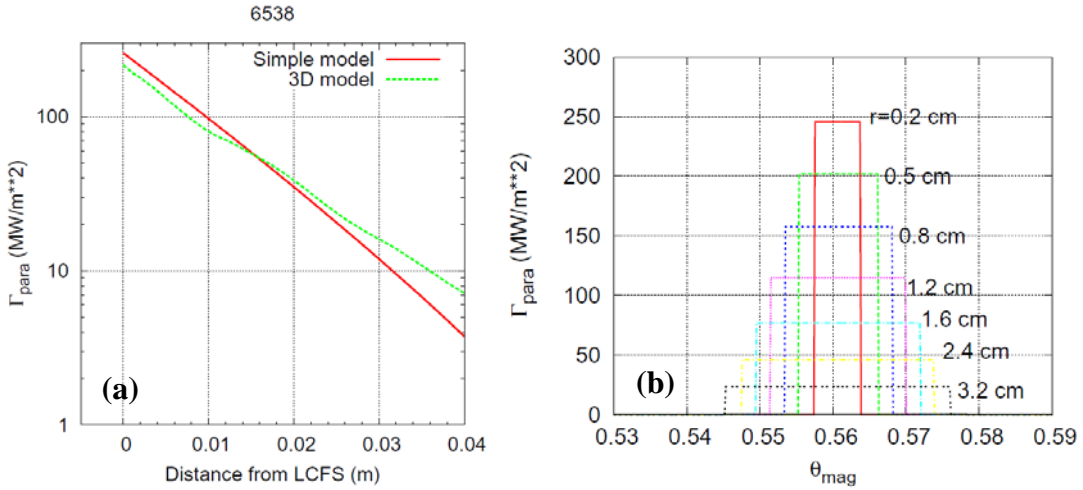 6538
Simple model
3D model
100
10
1
Γpara (MW/m**2)
(a)
0
0.01
0.02
0.03
0.04
Distance from LCFS (m)
300
250
200
150
100
50
0
Γpara (MW/m**2)
r=0.2 cm
0.5 cm
0.8 cm
1.2 cm
1.6 cm
2.4 cm
3.2 cm
(b)
0.53
0.55
0.56
0.57
0.58
0.59
θmag